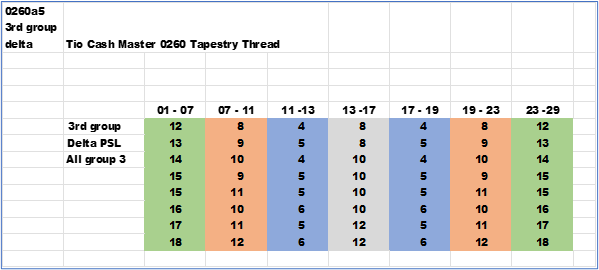 0260a5
3rd group
delta Tio Cash Master 0260 Tapestry Thread
01 - 07 07 - 11 11 -13 13 -17 17 - 19 19 - 23 23 -29
3rd group 12 8 4 8 4 8 12
Delta PSL 13 9 5 8 5 9 13
All group 3 14 10 4 10 4 10 14
15 9 5 10 5 9 15
15 11 5 10 5 11 15
16 10 6 10 6 10 16
17 11 5 12 5 11 17
18 12 6 12 6 12 18